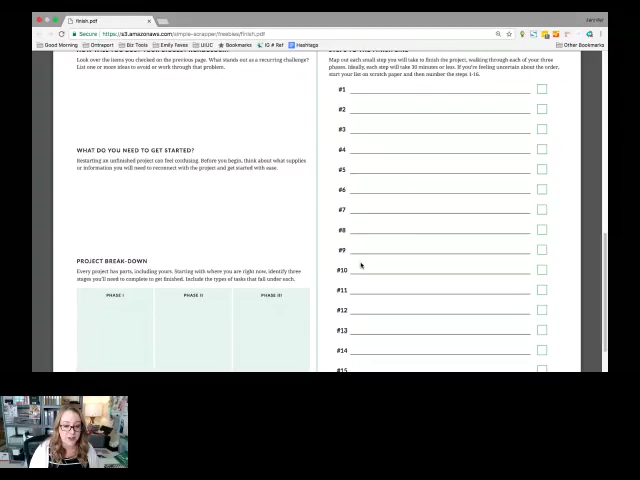 finish.pdf
Jennifer
Secure
https://s3.amazonaws.com/simple-scrapper/freebies/finish.pdf
Good Morning
Ontraport
Biz Tools
Emily Faves
UIUC
Bookmarks
IG # Ref
Hashtags
Other Bookmarks
Look over the items you checked on the previous page. What stands out as a recurring challenge?
List one or more ideas to avoid or work through that problem.
WHAT DO YOU NEED TO GET STARTED?
Restarting an unfinished project can feel confusing. Before you begin, think about what supplies
or information you will need to reconnect with the project and get started with ease.
PROJECT BREAK-DOWN
Every project has parts, including yours. Starting with where you are right now, identify three
stages you'll need to complete to get finished. Include the types of tasks that fall under each.
PHASE I
PHASE II
PHASE III
Map out each small step you will take to finish the project, walking through each of your three
phases. Ideally, each step will take 30 minutes or less. If you're feeling uncertain about the order,
start your list on scratch paper and then number the steps 1-16.
#1
#2
#3
#4
#5
#6
#7
#8
#9
#10
#11
#12
#13
#14
#15